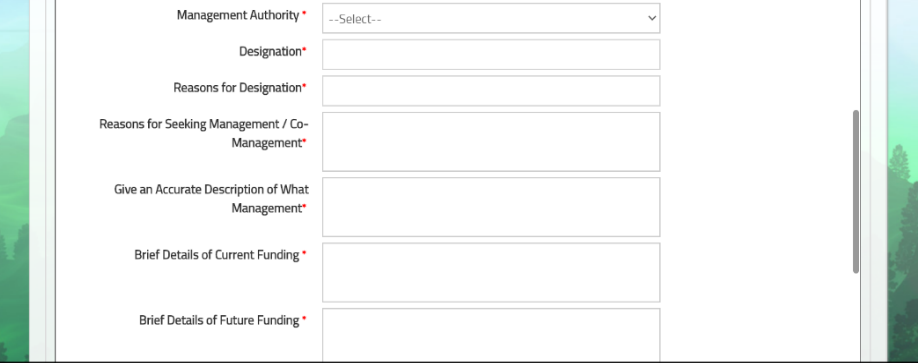 Management Authority *
--Select--
Designation*
Reasons for Designation*
Reasons for Seeking Management / Co-
Management*
Give an Accurate Description of What
Management*
Brief Details of Current Funding *
Brief Details of Future Funding *